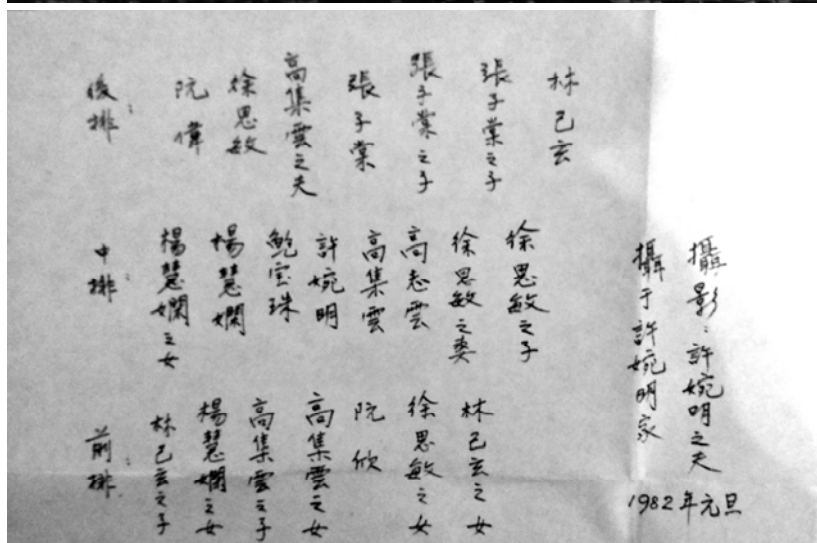 後排：
阮偉
徐思敏
高集雲之夫
張子棠
張子棠之子
張子棠之子
林己玄
中排：
楊慧嫻之女
楊慧嫻
鮑宝珠
許婉明
高集雲
高志雲
徐思敏之妻
徐思敏之子
前排：
林己玄之子
楊慧嫻之女
高集雲之子
高集雲之女
阮欣
徐思敏之女
林己玄之女
攝影：許婉明之夫
攝于許婉明家
1982年元旦